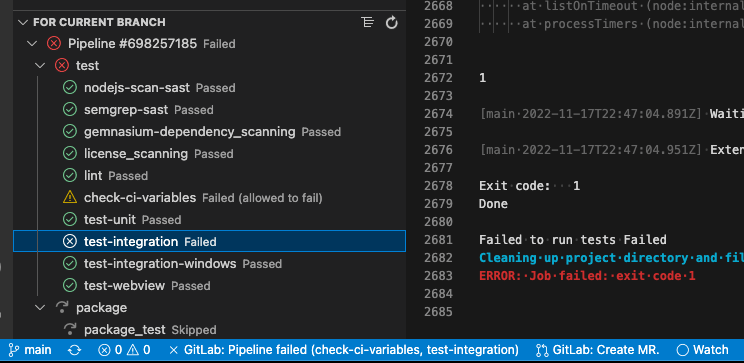 FOR CURRENT BRANCH
Pipeline #698257185 Failed
test
nodejs-scan-sast Passed
semgrep-sast Passed
gemnasium-dependency_scanning Passed
license_scanning Passed
lint Passed
check-ci-variables Failed (allowed to fail)
test-unit Passed
test-integration Failed
test-integration-windows Passed
test-webview Passed
package
package_test Skipped
2668 at listOnTimeout (node:internal
2669 at processTimers (node:internal
2670
2671
2672 1
2673
2674 [main·2022-11-17T22:47:04.891Z]·Waiti
2675
2676 [main·2022-11-17T22:47:04.951Z]·Exten
2677
2678 Exit·code:···1
2679 Done
2680
2681 Failed·to·run·tests·Failed
2682 Cleaning·up·project·directory·and·fil
2683 ERROR:·Job·failed:·exit·code·1
2684
2685
main 0 0 GitLab: Pipeline failed (check-ci-variables, test-integration) GitLab: Create MR. Watch